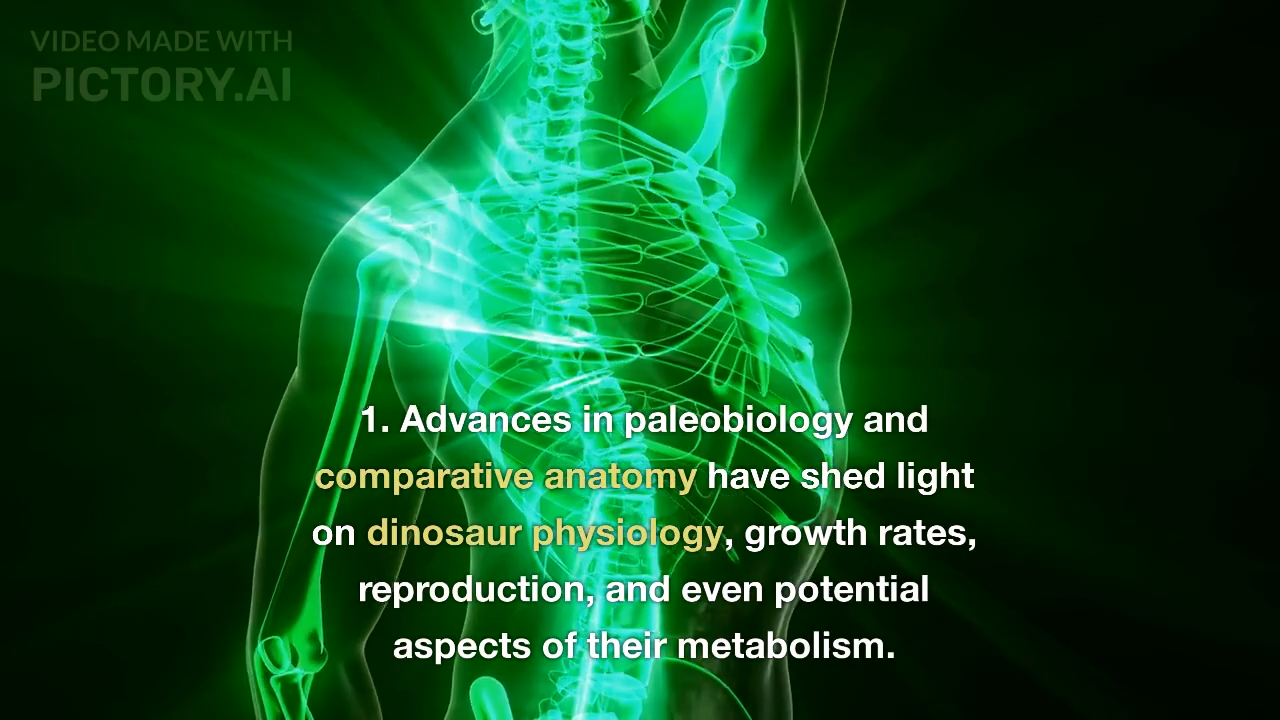 VIDEO MADE WITH
PICTORY.AI
1. Advances in paleobiology and
comparative anatomy have shed light
on dinosaur physiology, growth rates,
reproduction, and even potential
aspects of their metabolism.